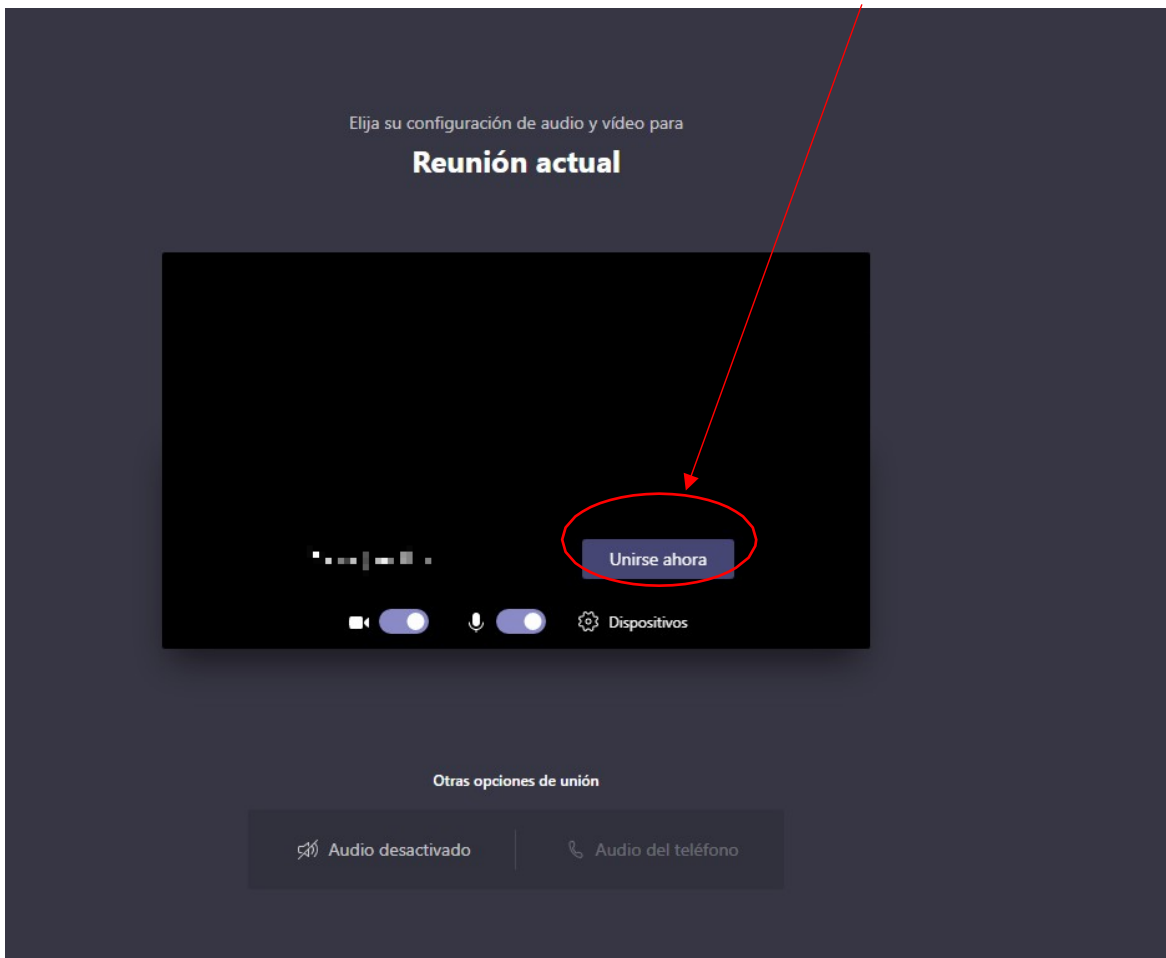 Elija su configuración de audio y vídeo para
Reunión actual
Unirse ahora
Dispositivos
Otras opciones de unión
Audio desactivado
Audio del teléfono